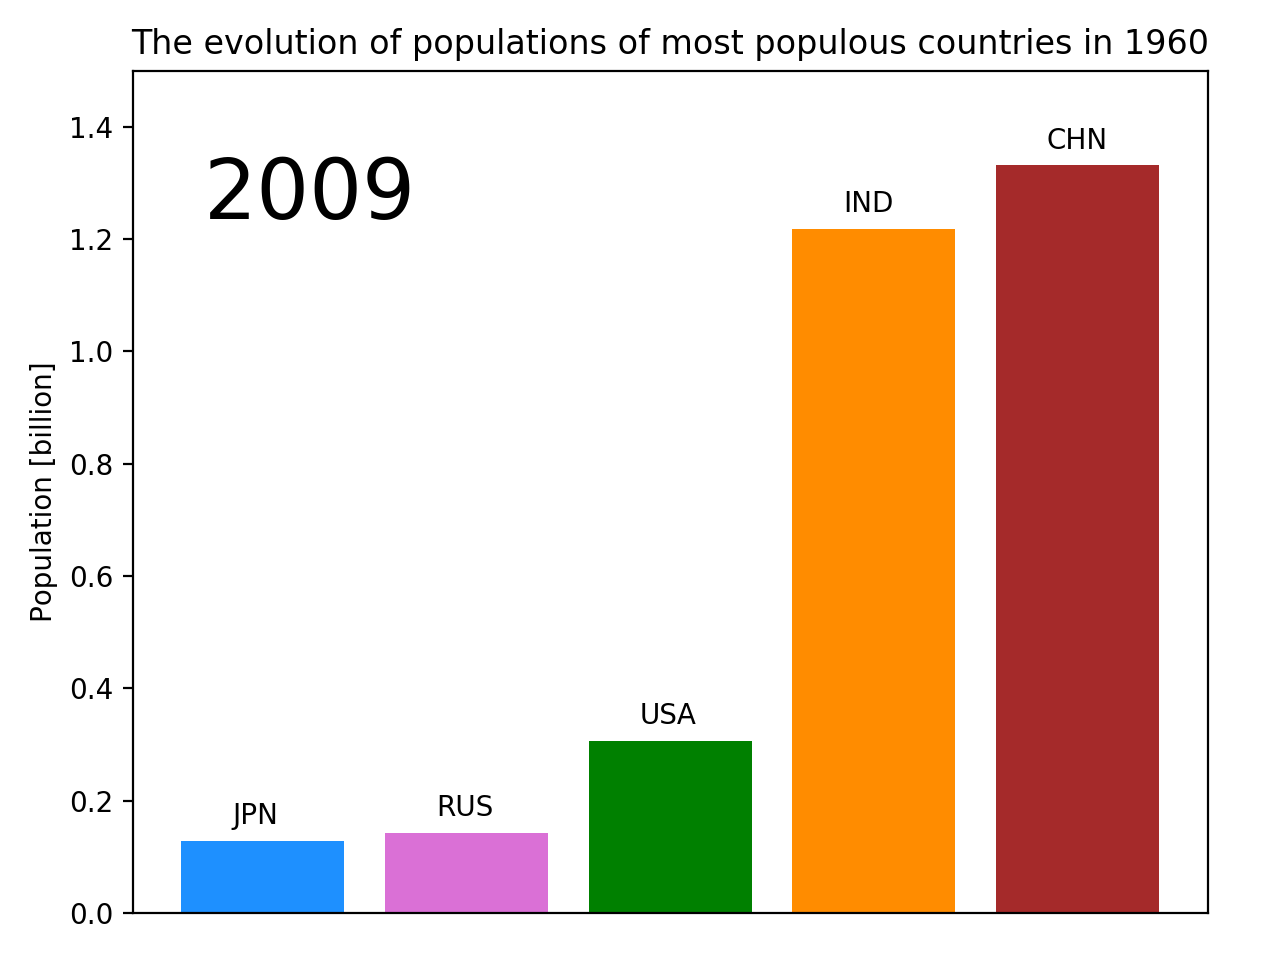 The evolution of populations of most populous countries in 1960
2009
Population [billion]
1.4
1.2
1.0
0.8
0.6
0.4
0.2
0.0
JPN
RUS
USA
IND
CHN